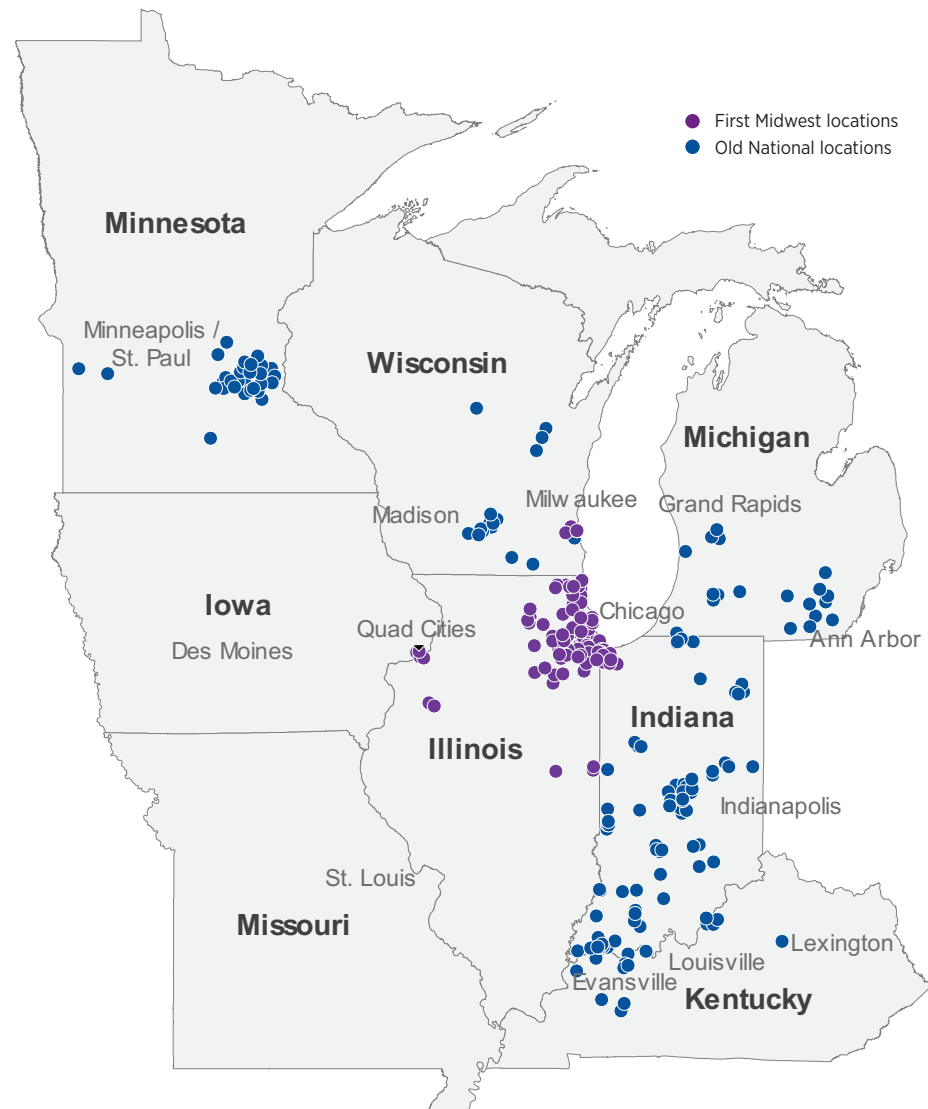 First Midwest locations
Old National locations
Minnesota
Minneapolis /
St. Paul
Wisconsin
Michigan
Milwaukee
Grand Rapids
Madison
Iowa
Chicago
Quad Cities
Ann Arbor
Des Moines
Indiana
Illinois
Indianapolis
St. Louis
Missouri
Lexington
Louisville
Evansville
Kentucky